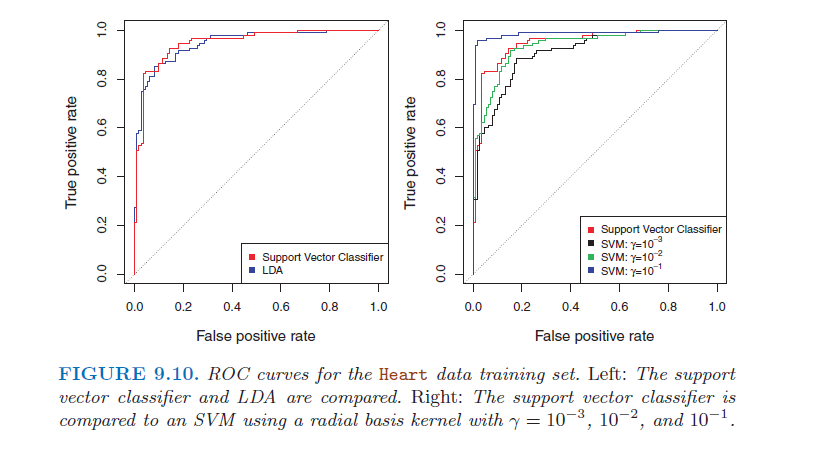 True positive rate
0.0 0.2 0.4 0.6 0.8 1.0
Support Vector Classifier
LDA
0.0 0.2 0.4 0.6 0.8 1.0
False positive rate
True positive rate
0.0 0.2 0.4 0.6 0.8 1.0
Support Vector Classifier
SVM: γ=10⁻³
SVM: γ=10⁻²
SVM: γ=10⁻¹
0.0 0.2 0.4 0.6 0.8 1.0
False positive rate
FIGURE 9.10. ROC curves for the Heart data training set. Left: The support
vector classifier and LDA are compared. Right: The support vector classifier is
compared to an SVM using a radial basis kernel with γ = 10⁻³, 10⁻², and 10⁻¹.